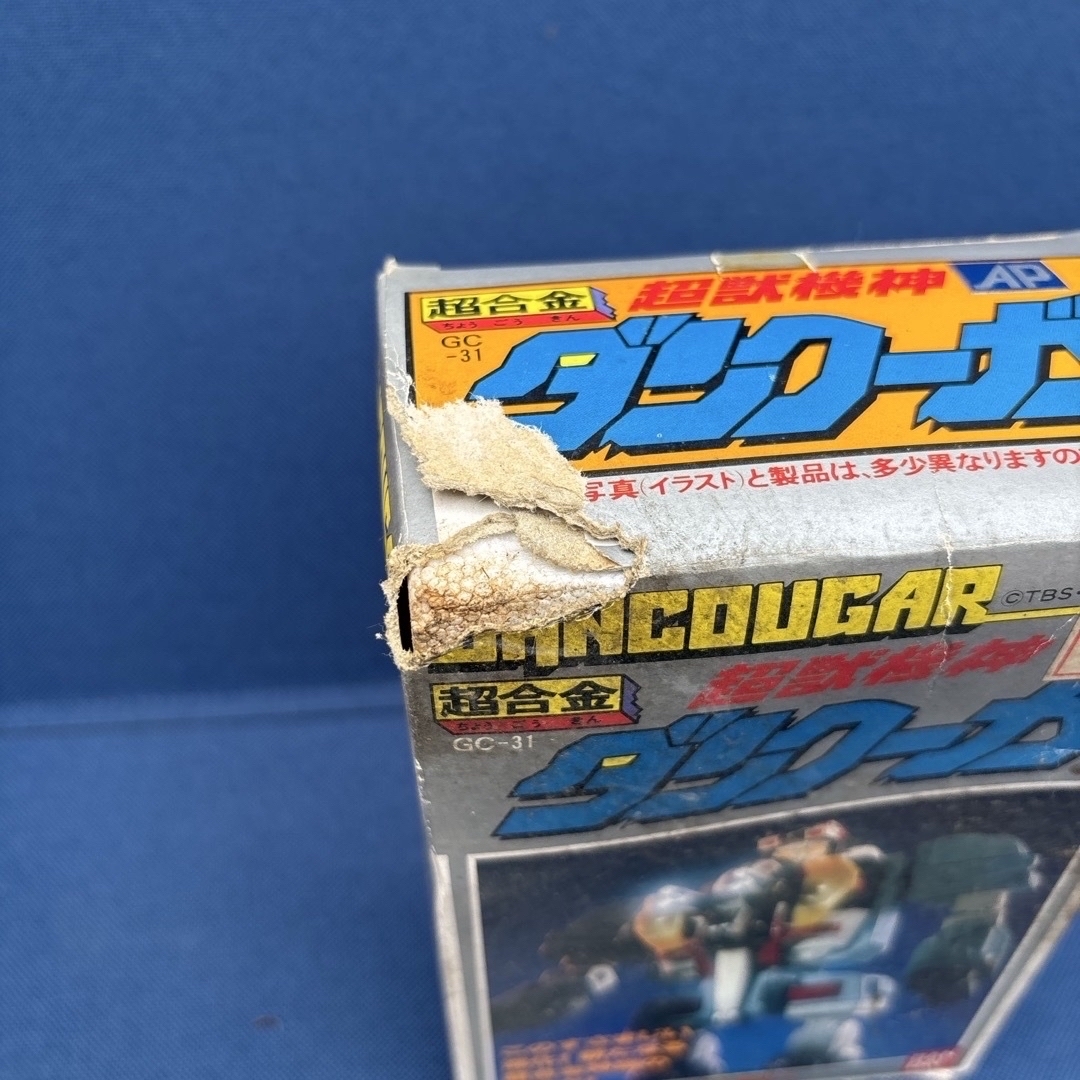 超合金
ちょう ごう きん
GC
-31
超獣機神
AP
ダンクーガ
写真(イラスト)と製品は、多少異なりますの
DANCOUGAR
©TBS・
超合金
ちょう ごう きん
GC-31
超獣機神
ダンクーガ